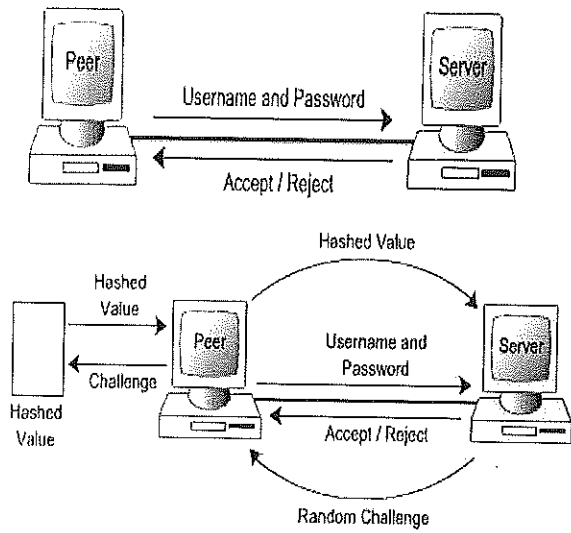 Peer
Server
Username and Password
Accept / Reject
Hashed Value
Hashed
Value
Peer
Username and
Password
Server
Challenge
Hashed
Value
Accept / Reject
Random Challenge